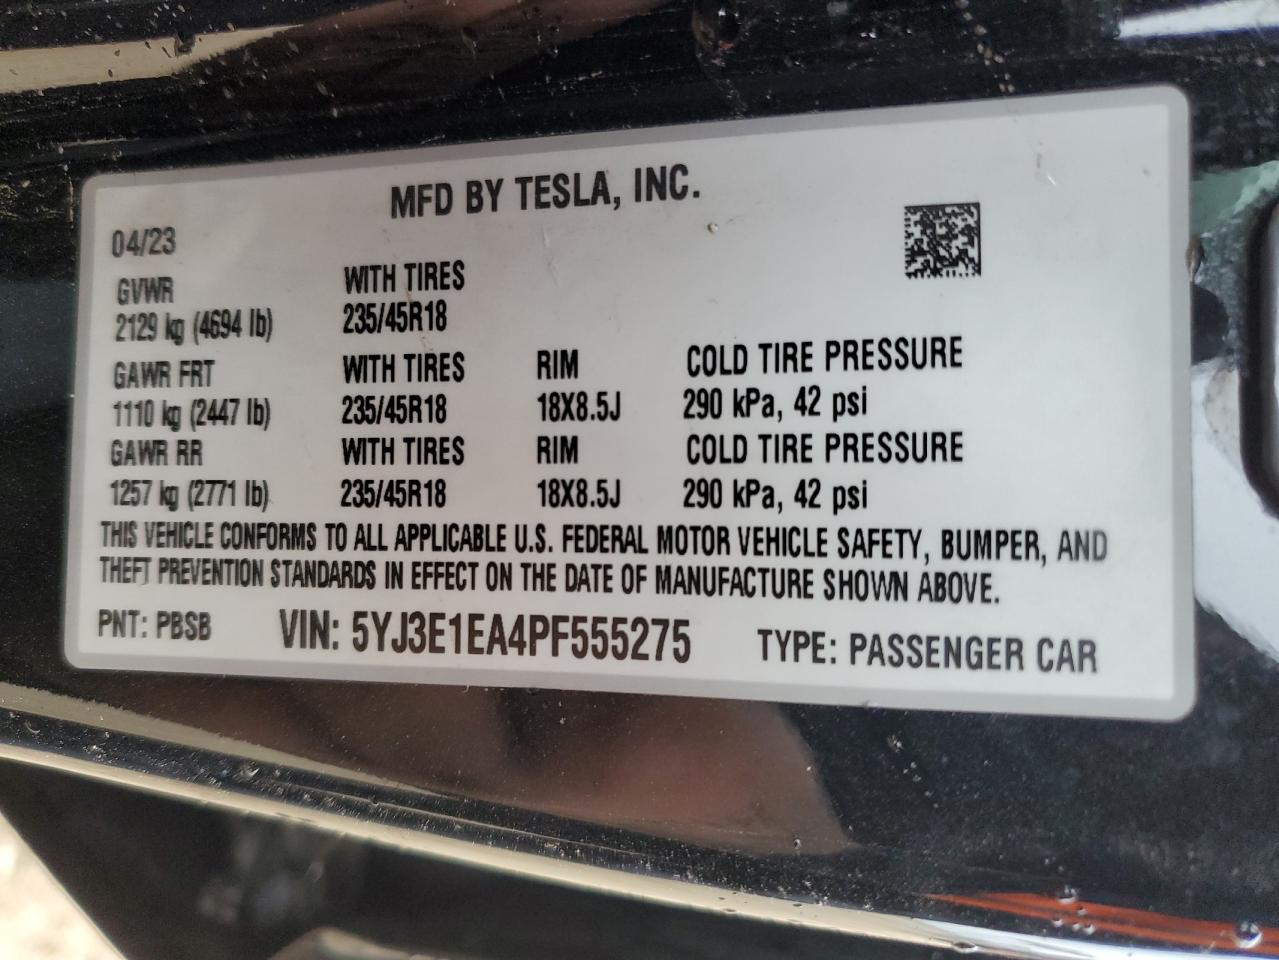 MFD BY TESLA, INC.
04/23
GVWR WITH TIRES
2129 kg (4694 lb) 235/45R18
GAWR FRT WITH TIRES RIM COLD TIRE PRESSURE
1110 kg (2447 lb) 235/45R18 18X8.5J 290 kPa, 42 psi
GAWR RR WITH TIRES RIM COLD TIRE PRESSURE
1257 kg (2771 lb) 235/45R18 18X8.5J 290 kPa, 42 psi
THIS VEHICLE CONFORMS TO ALL APPLICABLE U.S. FEDERAL MOTOR VEHICLE SAFETY, BUMPER, AND
THEFT PREVENTION STANDARDS IN EFFECT ON THE DATE OF MANUFACTURE SHOWN ABOVE.
PNT: PBSB VIN: 5YJ3E1EA4PF555275 TYPE: PASSENGER CAR